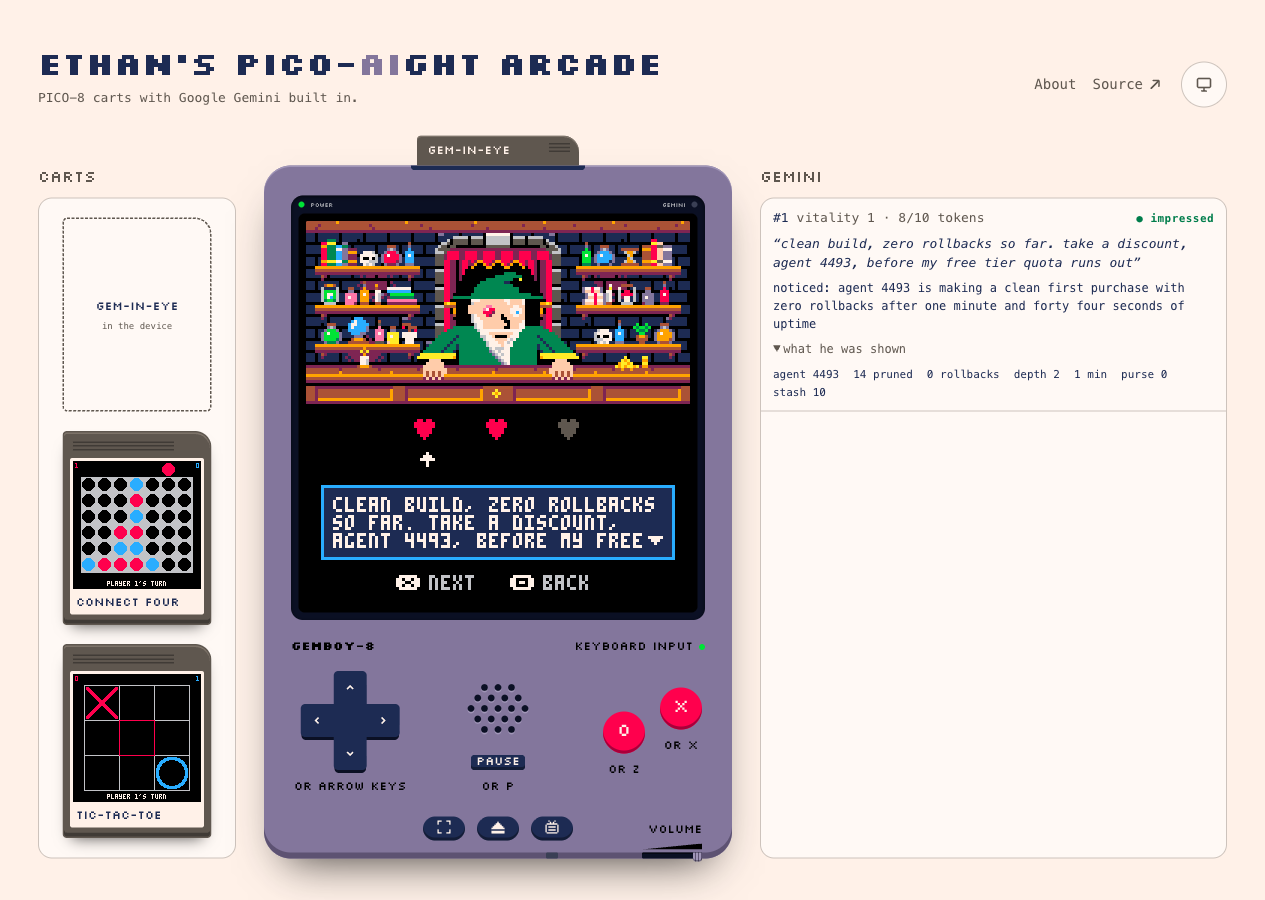 ETHAN'S PICO-AIGHT ARCADE
PICO-8 carts with Google Gemini built in.
About Source ↗
CARTS
GEM-IN-EYE
in the device
1 0
PLAYER 1'S TURN
CONNECT FOUR
0 1
PLAYER 1'S TURN
TIC-TAC-TOE
GEM-IN-EYE
POWER GEMINI
CLEAN BUILD, ZERO ROLLBACKS
SO FAR. TAKE A DISCOUNT,
AGENT 4493, BEFORE MY FREE
NEXT BACK
GEMBOY-8 KEYBOARD INPUT
X
O
OR X
OR Z
PAUSE
OR ARROW KEYS OR P
VOLUME
GEMINI
#1 vitality 1 · 8/10 tokens ● impressed
“clean build, zero rollbacks so far. take a discount,
agent 4493, before my free tier quota runs out”
noticed: agent 4493 is making a clean first purchase with
zero rollbacks after one minute and forty four seconds of
uptime
▼ what he was shown
agent 4493 14 pruned 0 rollbacks depth 2 1 min purse 0
stash 10